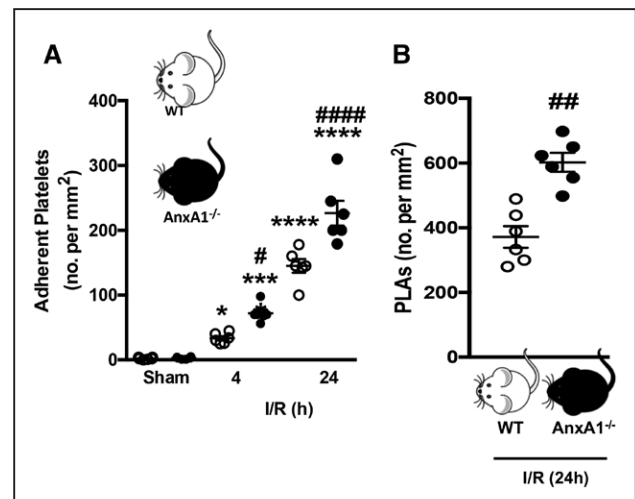 A
WT
AnxA1-/-
Adherent Platelets
(no. per mm²)
400
300
200
100
0
*
#
***
****
####
****
Sham 4 24
I/R (h)
B
PLAs (no. per mm²)
800
600
400
200
0
##
WT AnxA1-/-
I/R (24h)